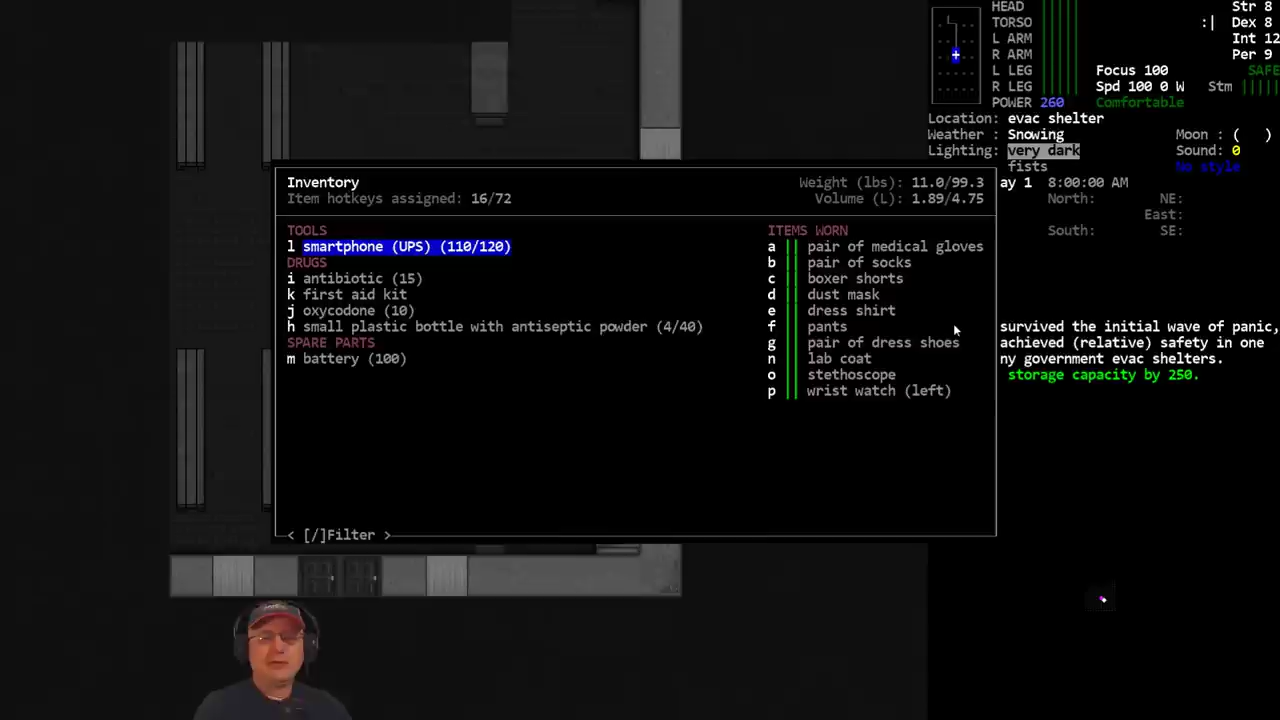 HEAD
TORSO
L ARM
R ARM
L LEG
R LEG
POWER 260
:|
Str 8
Dex 8
Int 12
Per 9
Focus 100 SAFE
Spd 100 0 W Stm
Comfortable
Location: evac shelter
Weather : Snowing Moon : ( )
Lighting: very dark Sound: 0
fists No style
ay 1 8:00:00 AM
North: NE:
East:
South: SE:
survived the initial wave of panic,
achieved (relative) safety in one
ny government evac shelters.
storage capacity by 250.
Inventory Weight (lbs): 11.0/99.3
Item hotkeys assigned: 16/72 Volume (L): 1.89/4.75
TOOLS
l smartphone (UPS) (110/120)
DRUGS
i antibiotic (15)
k first aid kit
j oxycodone (10)
h small plastic bottle with antiseptic powder (4/40)
SPARE PARTS
m battery (100)
ITEMS WORN
a pair of medical gloves
b pair of socks
c boxer shorts
d dust mask
e dress shirt
f pants
g pair of dress shoes
n lab coat
o stethoscope
p wrist watch (left)
< [/]Filter >